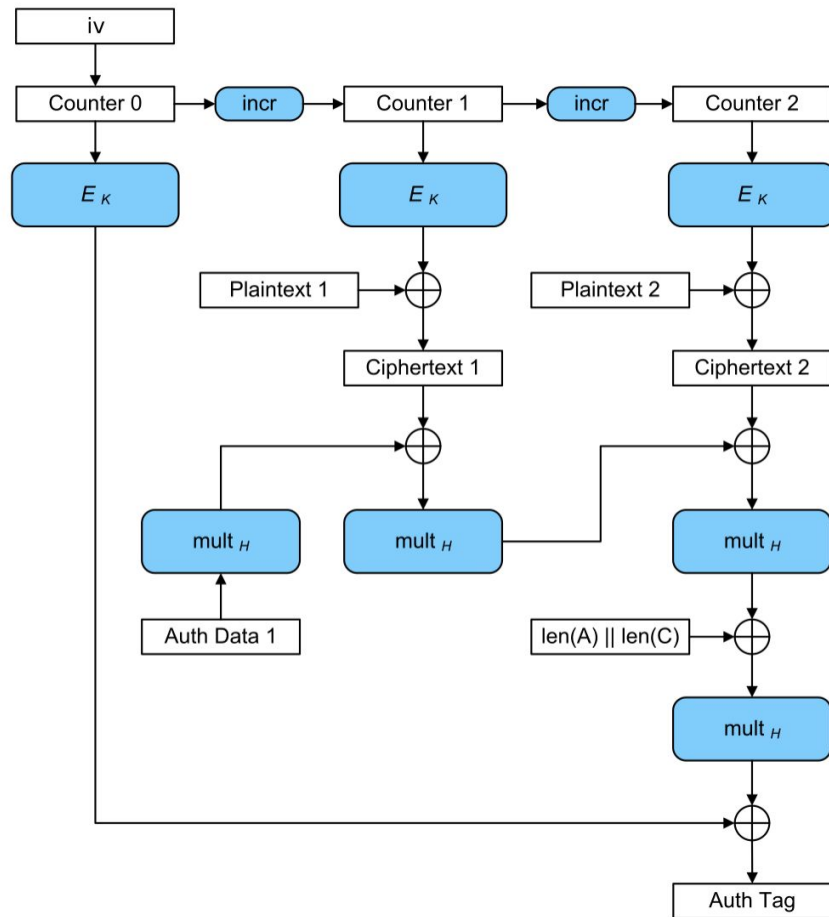 iv
Counter 0
incr
Counter 1
incr
Counter 2
E K
E K
E K
Plaintext 1
Plaintext 2
Ciphertext 1
Ciphertext 2
mult H
mult H
mult H
Auth Data 1
len(A) || len(C)
mult H
Auth Tag